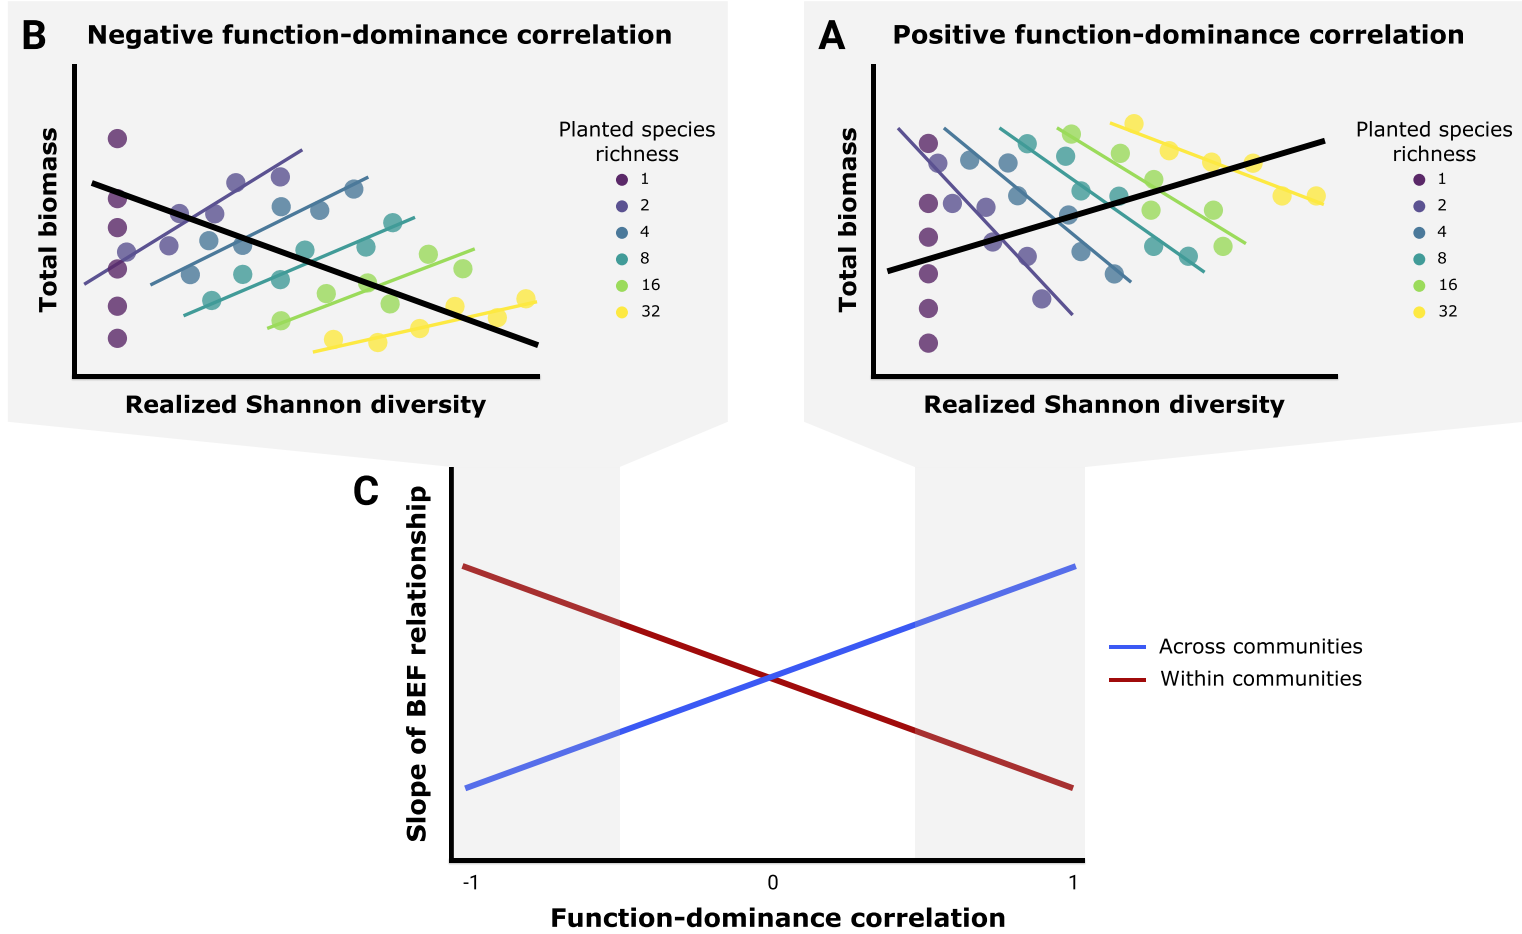 B
Negative function-dominance correlation
Total biomass
Planted species
richness
1
2
4
8
16
32
Realized Shannon diversity
A
Positive function-dominance correlation
Total biomass
Planted species
richness
1
2
4
8
16
32
Realized Shannon diversity
C
Slope of BEF relationship
Across communities
Within communities
-1
0
1
Function-dominance correlation